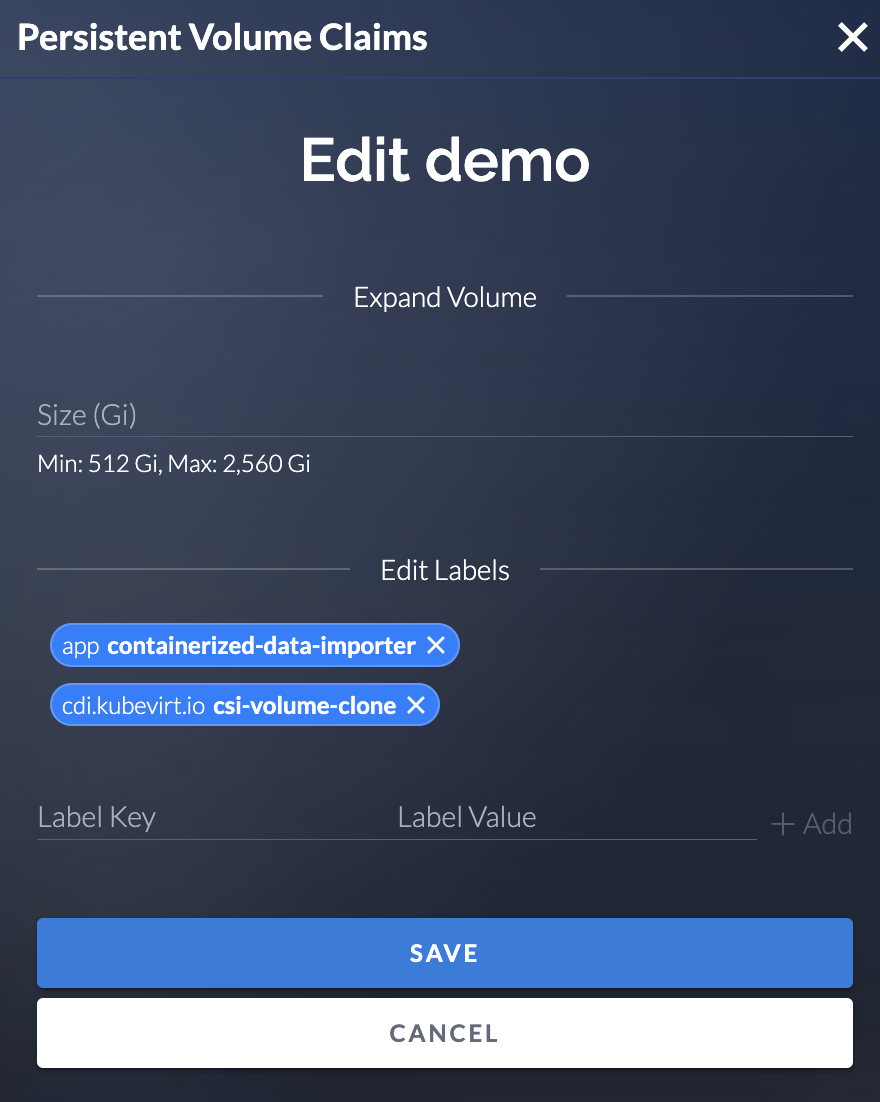 Persistent Volume Claims
Edit demo
Expand Volume
Size (Gi)
Min: 512 Gi, Max: 2,560 Gi
Edit Labels
app containerized-data-importer
cdi.kubevirt.io csi-volume-clone
Label Key Label Value + Add
SAVE
CANCEL